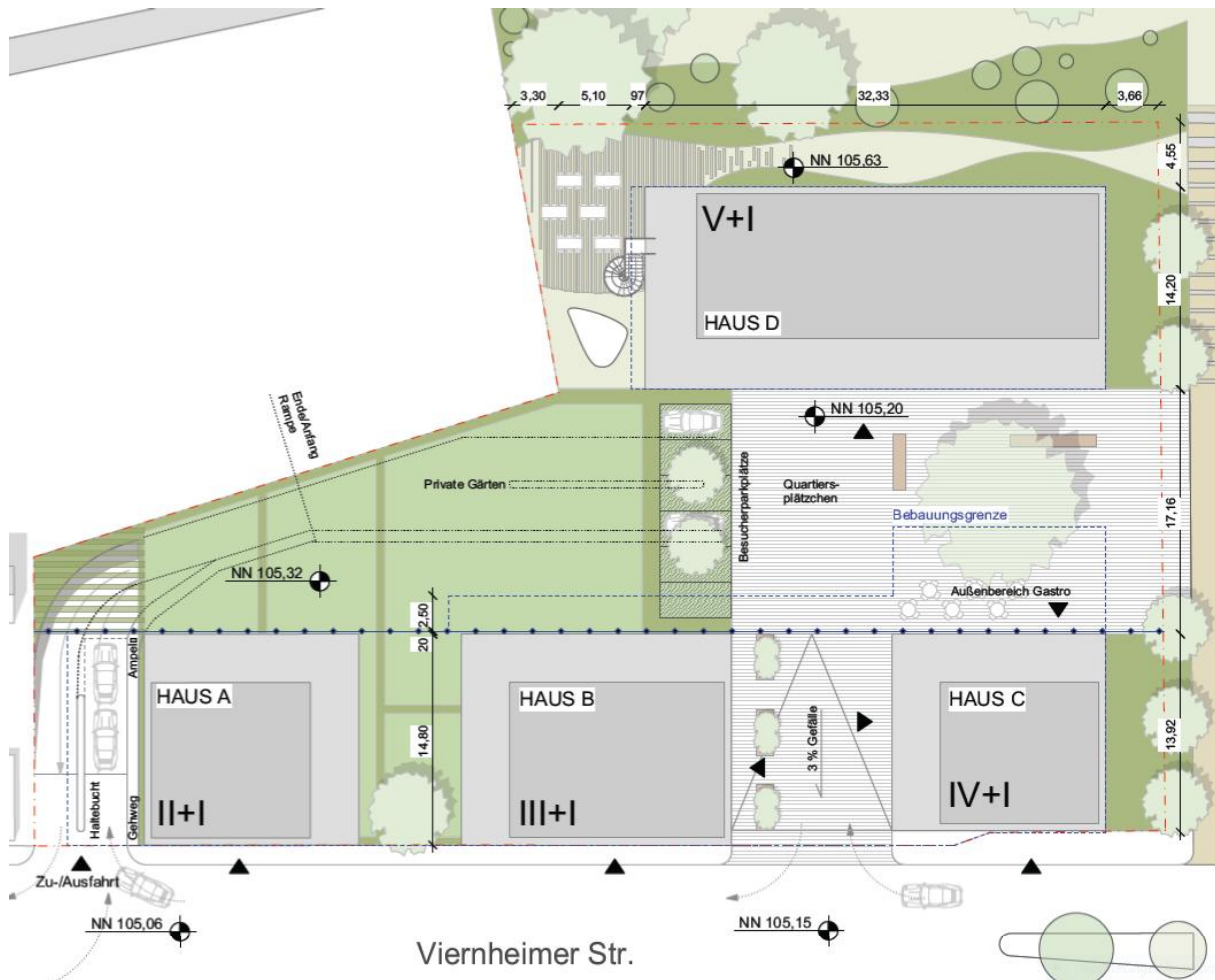 3,30
5,10
97
32,33
3,66
4,55
NN 105,63
V+I
HAUS D
14,20
Ende/Anfang
Rampe
NN 105,20
Private Gärten
Besucherparkplätze
Quartiers-
plätzchen
Bebauungsgrenze
17,16
NN 105,32
2,50
Außenbereich Gastro
20
Ampel
HAUS A
HAUS B
HAUS C
14,80
3 % Gefälle
13,92
Haltebucht
Gehweg
II+I
III+I
IV+I
Zu-/Ausfahrt
NN 105,06
NN 105,15
Viernheimer Str.